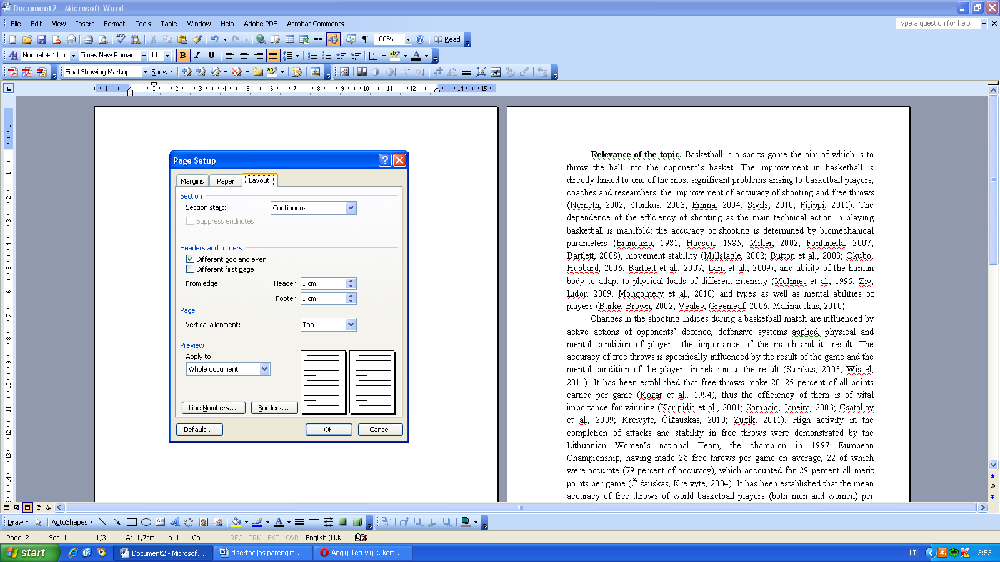 Document2 - Microsoft Word
File Edit View Insert Format Tools Table Window Help Adobe PDF Acrobat Comments
Type a question for help
100% Read
Normal + 11 pt Times New Roman 11 B I U
Final Showing Markup Show
1 1 2 3 4 5 6 7 8 9 10 11 12 14 15
Page Setup
Margins Paper Layout
Section
Section start: Continuous
Suppress endnotes
Headers and footers
Different odd and even
Different first page
From edge: Header: 1 cm
Footer: 1 cm
Page
Vertical alignment: Top
Preview
Apply to:
Whole document
Line Numbers... Borders...
Default... OK Cancel
Relevance of the topic. Basketball is a sports game the aim of which is to
throw the ball into the opponent's basket. The improvement in basketball is
directly linked to one of the most significant problems arising to basketball players,
coaches and researchers: the improvement of accuracy of shooting and free throws
(Nemeth, 2002; Stonkus, 2003; Emma, 2004; Sivils, 2010; Filippi, 2011). The
dependence of the efficiency of shooting as the main technical action in playing
basketball is manifold: the accuracy of shooting is determined by biomechanical
parameters (Brancazio, 1981; Hudson, 1985; Miller, 2002; Fontanella, 2007;
Bartlett, 2008), movement stability (Millslagle, 2002; Button et al., 2003; Okubo,
Hubbard, 2006; Bartlett et al., 2007; Lam et al., 2009), and ability of the human
body to adapt to physical loads of different intensity (McInnes et al., 1995; Ziv,
Lidor, 2009; Mongomery et al., 2010) and types as well as mental abilities of
players (Burke, Brown, 2002; Vealey, Greenleaf, 2006; Malinauskas, 2010).
Changes in the shooting indices during a basketball match are influenced by
active actions of opponents' defence, defensive systems applied, physical and
mental condition of players, the importance of the match and its result. The
accuracy of free throws is specifically influenced by the result of the game and the
mental condition of the players in relation to the result (Stonkus, 2003; Wissel,
2011). It has been established that free throws make 20–25 percent of all points
earned per game (Kozar et al., 1994), thus the efficiency of them is of vital
importance for winning (Karipidis et al., 2001; Sampaio, Janeira, 2003; Csataljay
et al., 2009; Kreivytė, Čižauskas, 2010; Zuzik, 2011). High activity in the
completion of attacks and stability in free throws were demonstrated by the
Lithuanian Women's national Team, the champion in 1997 European
Championship, having made 28 free throws per game on average, 22 of which
were accurate (79 percent of accuracy), which accounted for 29 percent all merit
points per game (Čižauskas, Kreivytė, 2004). It has been established that the mean
accuracy of free throws of world basketball players (both men and women) per
Draw AutoShapes
Page 2 Sec 1 1/3 At 1,7cm Ln 1 Col 1 REC TRK EXT OVR English (U.K
start Document2 - Microsof... disertacijos parengim... Anglų-lietuvių k. kom... LT 13:53